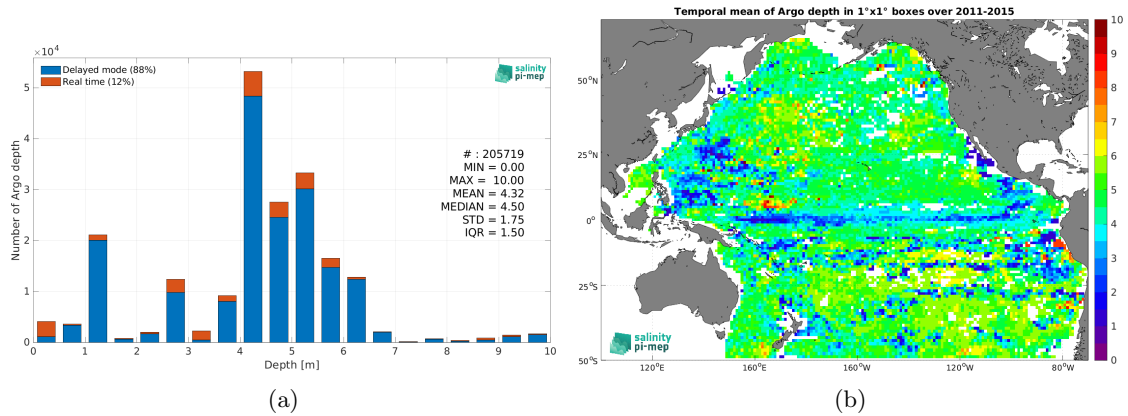 ×10⁴
Delayed mode (88%)
Real time (12%)
salinity
pi-mep
# : 205719
MIN = 0.00
MAX = 10.00
MEAN = 4.32
MEDIAN = 4.50
STD = 1.75
IQR = 1.50
Number of Argo depth
5
4
3
2
1
0
0 1 2 3 4 5 6 7 8 9 10
Depth [m]
(a)
Temporal mean of Argo depth in 1°x1° boxes over 2011-2015
50°N
25°N
0°
25°S
50°S
120°E 160°E 160°W 120°W 80°W
salinity
pi-mep
10
9
8
7
6
5
4
3
2
1
0
(b)